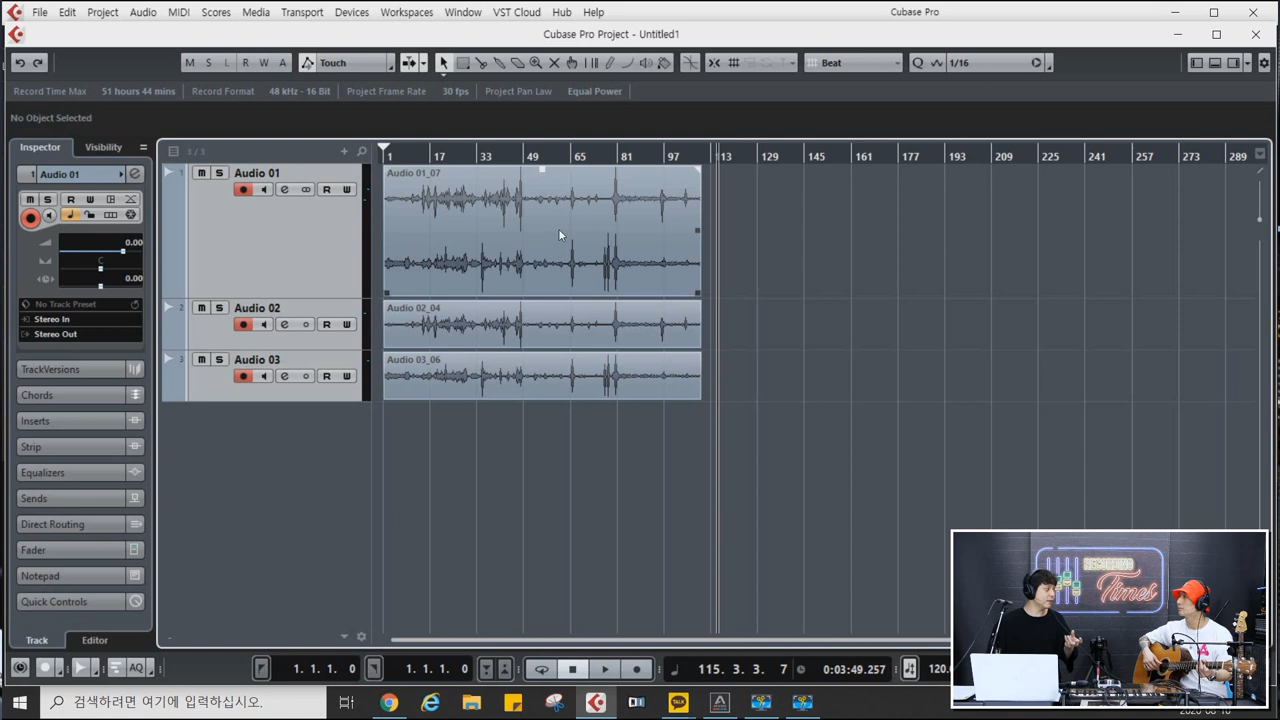 File Edit Project Audio MIDI Scores Media Transport Devices Workspaces Window VST Cloud Hub Help Cubase Pro
Cubase Pro Project - Untitled1
M S L R W A Touch Beat Q 1/16
Record Time Max 51 hours 44 mins Record Format 48 kHz - 16 Bit Project Frame Rate 30 fps Project Pan Law Equal Power
No Object Selected
Inspector Visibility 3 / 3 1 17 33 49 65 81 97 113 129 145 161 177 193 209 225 241 257 273 289
1 Audio 01
m S R W
0.00
C
0.00
No Track Preset
Stereo In
Stereo Out
TrackVersions
Chords
Inserts
Strip
Equalizers
Sends
Direct Routing
Fader
Notepad
Quick Controls
Track Editor
1 m S Audio 01
e R W
Audio 01_07
2 m S Audio 02
e R W
Audio 02_04
3 m S Audio 03
e R W
Audio 03_06
RECORDING
Times
AQ 1. 1. 1. 0 1. 1. 1. 0 115. 3. 3. 7 0:03:49.257 120.0
검색하려면 여기에 입력하십시오.
TALK